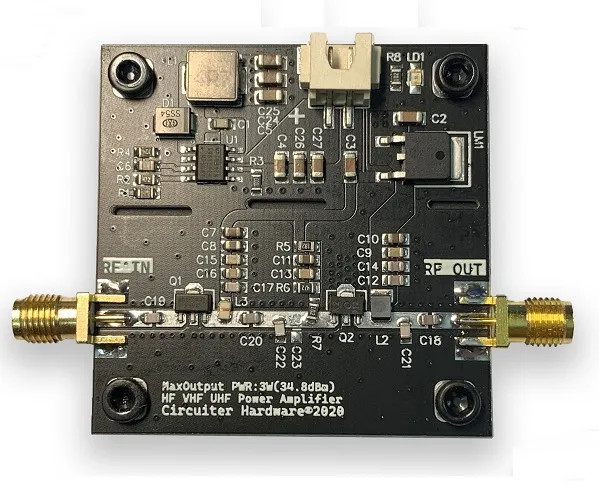 R8 LD1
D1
SS54
C1
C25
C24
C5
+
C2
LM1
U1
R4
C6
R2
R3
C4
C26
C27
C3
C7
C8
C15
C16
R5
C11
C13
C17 R6
C10
C9
C14
C12
RF IN
RF OUT
Q1
C19
L3
C20
C22
C23
R7
Q2
L2
C21
C18
MaxOutput PWR:3W(34.8dBm)
HF VHF UHF Power Amplifier
Circuiter Hardware©2020